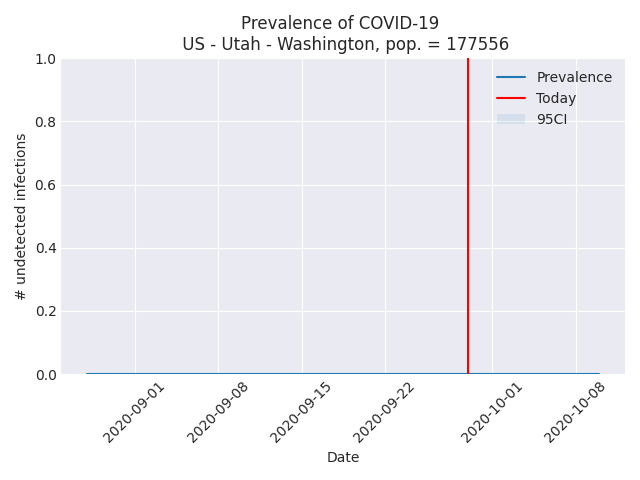 Prevalence of COVID-19
US - Utah - Washington, pop. = 177556
Prevalence
Today
95CI
# undetected infections
1.0
0.8
0.6
0.4
0.2
0.0
2020-09-01
2020-09-08
2020-09-15
2020-09-22
2020-10-01
2020-10-08
Date